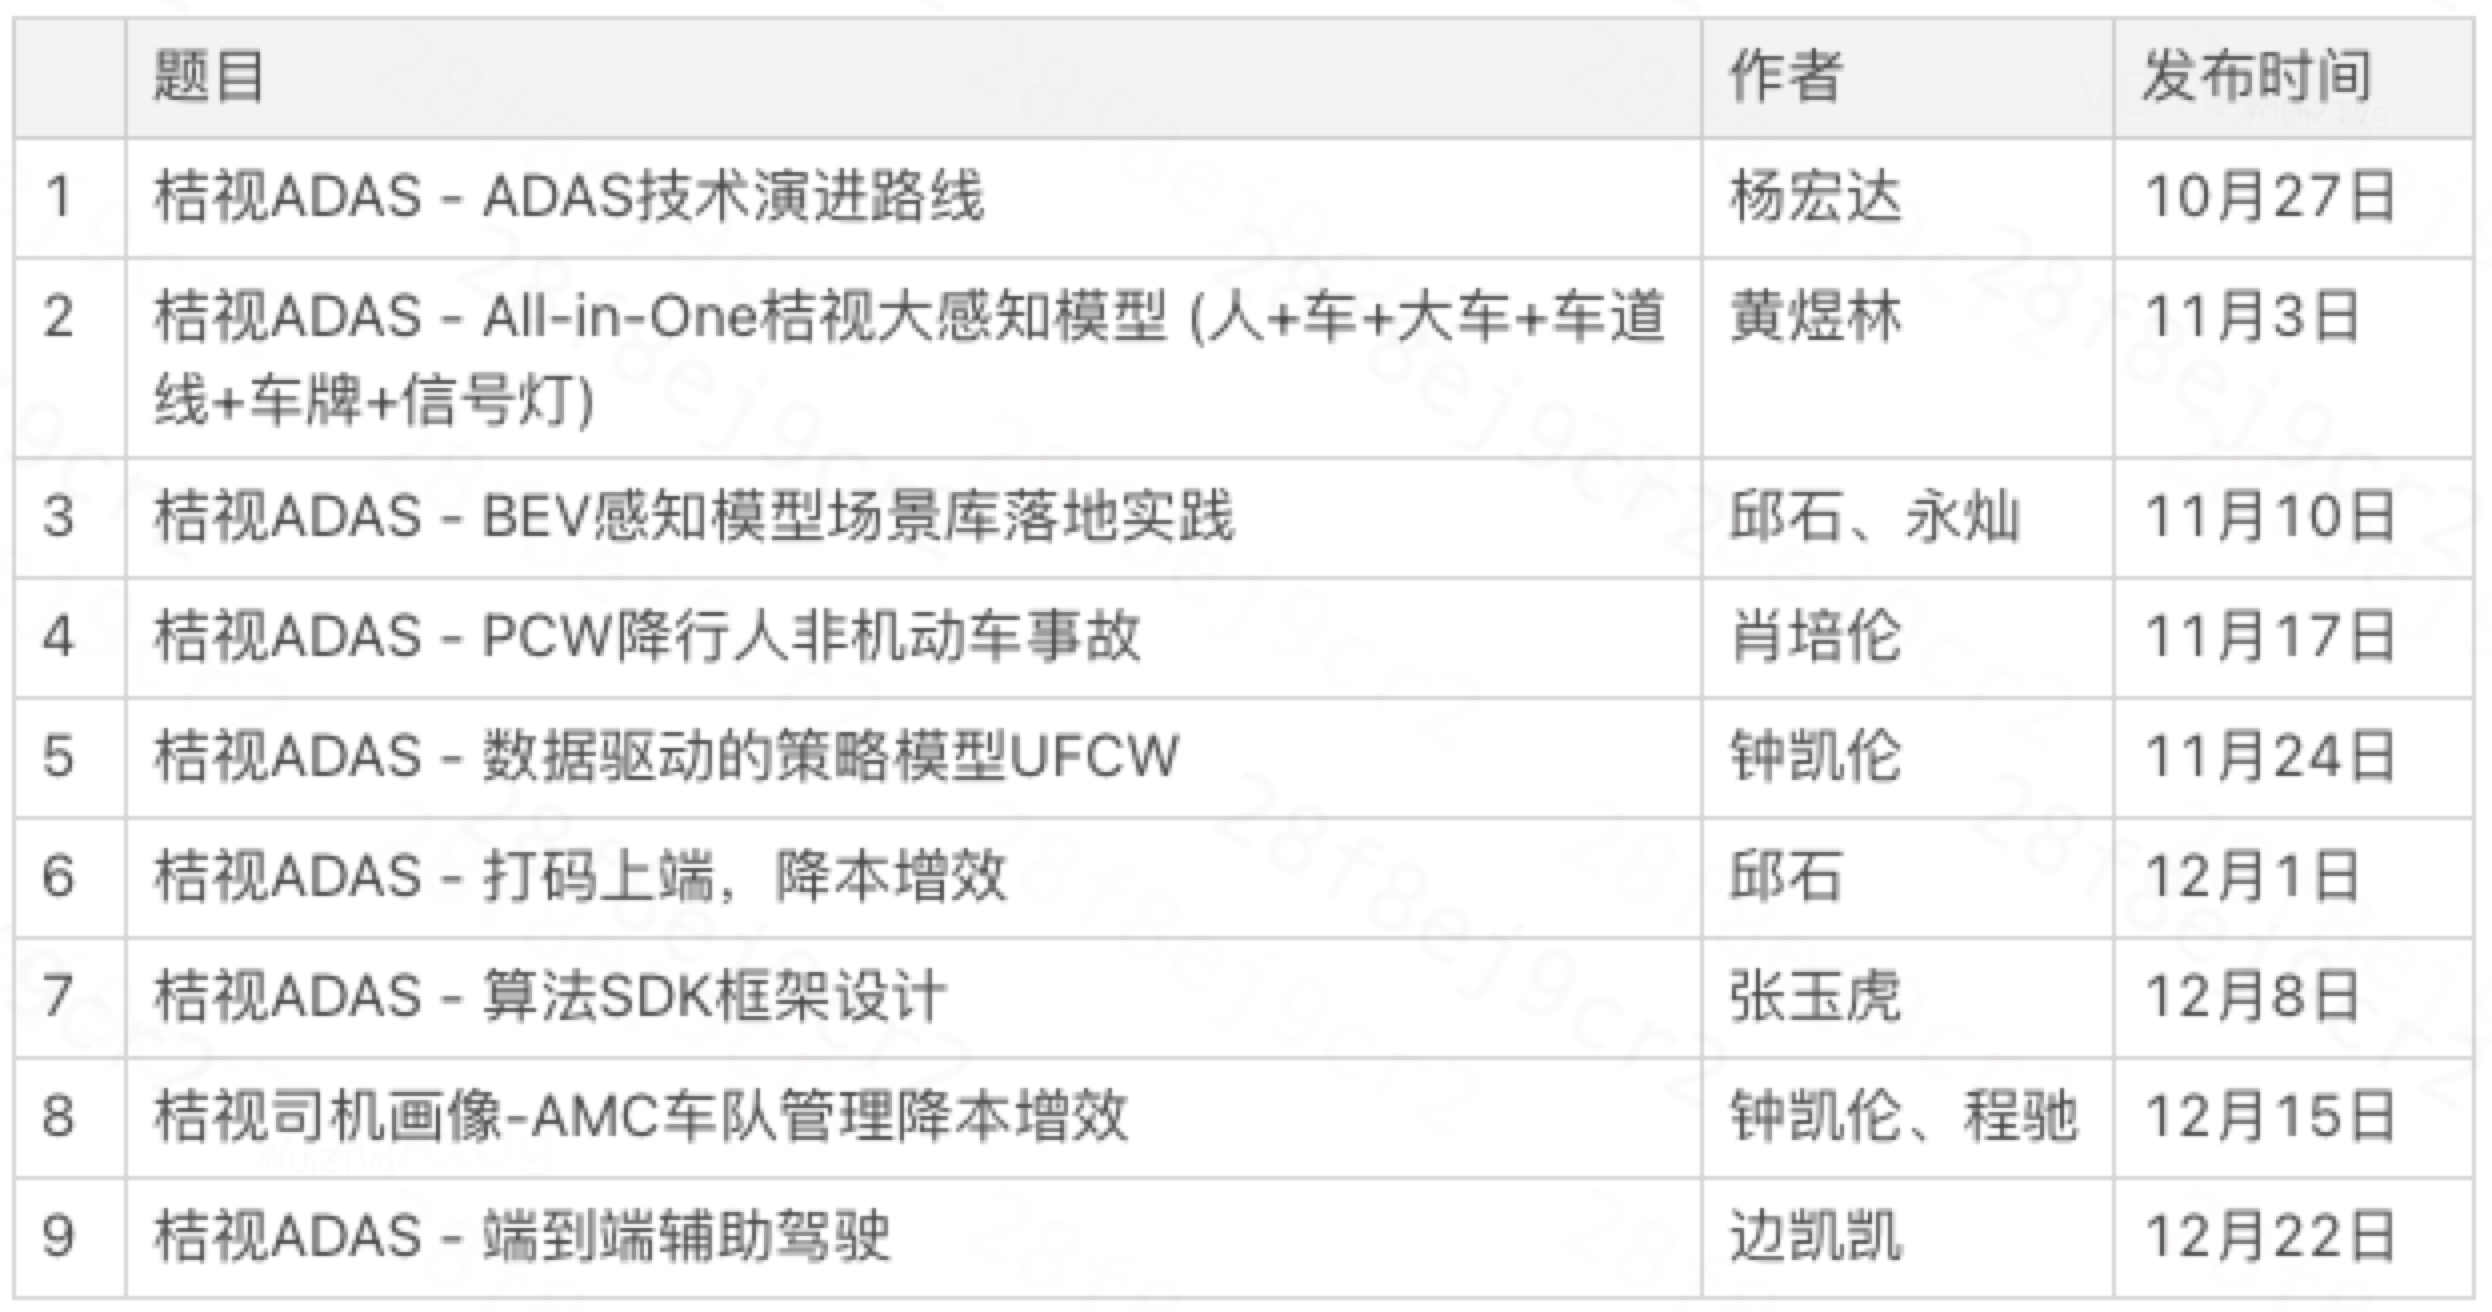 题目 作者 发布时间
1 桔视ADAS - ADAS技术演进路线 杨宏达 10月27日
2 桔视ADAS - All-in-One桔视大感知模型 (人+车+大车+车道 黄煜林 11月3日
线+车牌+信号灯)
3 桔视ADAS - BEV感知模型场景库落地实践 邱石、永灿 11月10日
4 桔视ADAS - PCW降行人非机动车事故 肖培伦 11月17日
5 桔视ADAS - 数据驱动的策略模型UFCW 钟凯伦 11月24日
6 桔视ADAS - 打码上端，降本增效 邱石 12月1日
7 桔视ADAS - 算法SDK框架设计 张玉虎 12月8日
8 桔视司机画像-AMC车队管理降本增效 钟凯伦、程驰 12月15日
9 桔视ADAS - 端到端辅助驾驶 边凯凯 12月22日